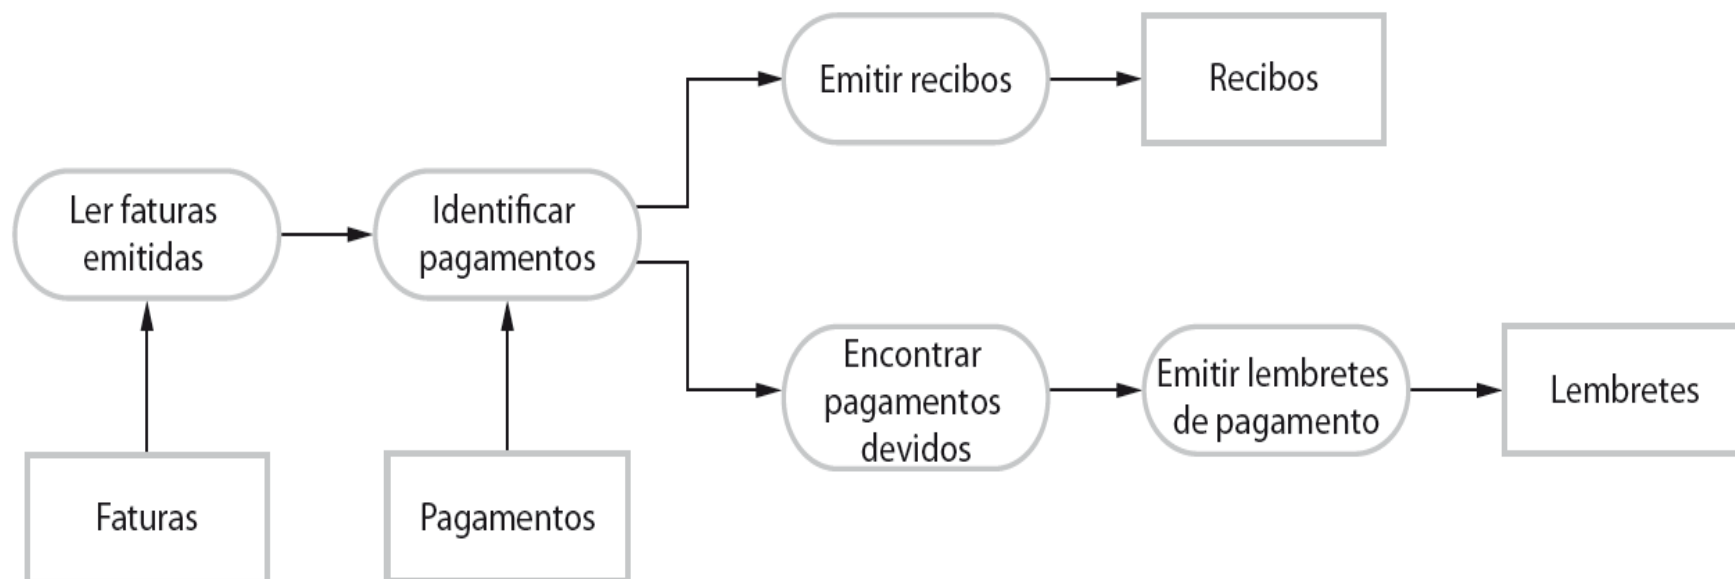 Emitir recibos
Recibos
Ler faturas
emitidas
Identificar
pagamentos
Encontrar
pagamentos
devidos
Emitir lembretes
de pagamento
Lembretes
Faturas
Pagamentos